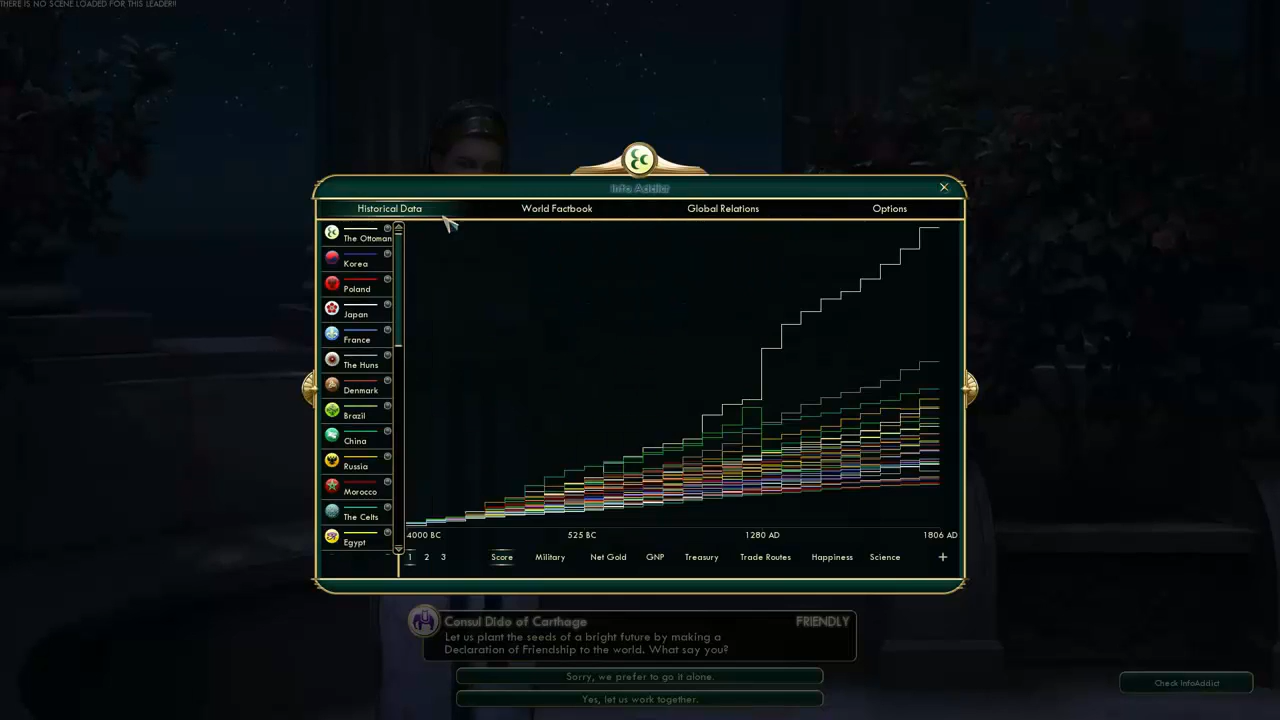 THERE IS NO SCENE LOADED FOR THIS LEADER!!
Info Addict
Historical Data
World Factbook
Global Relations
Options
The Ottoman
Korea
Poland
Japan
France
The Huns
Denmark
Brazil
China
Russia
Morocco
The Celts
Egypt
4000 BC
525 BC
1280 AD
1806 AD
1 2 3
Score
Military
Net Gold
GNP
Treasury
Trade Routes
Happiness
Science
+
Consul Dido of Carthage
FRIENDLY
Let us plant the seeds of a bright future by making a
Declaration of Friendship to the world. What say you?
Sorry, we prefer to go it alone.
Yes, let us work together.
Check InfoAddict